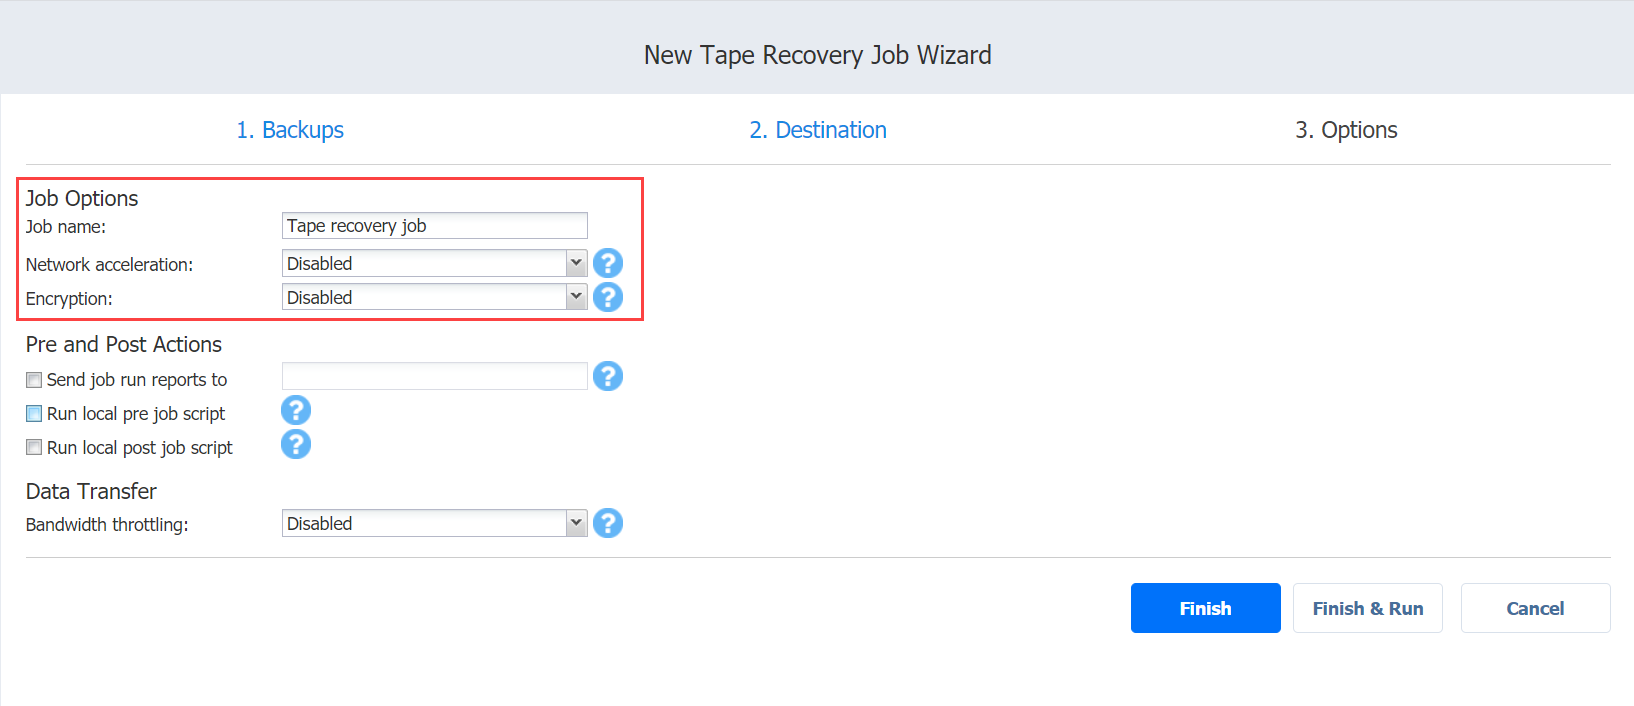 New Tape Recovery Job Wizard
1. Backups
2. Destination
3. Options
Job Options
Job name:
Tape recovery job
Network acceleration:
Disabled
?
Encryption:
Disabled
?
Pre and Post Actions
Send job run reports to
?
Run local pre job script
?
Run local post job script
?
Data Transfer
Bandwidth throttling:
Disabled
?
Finish
Finish & Run
Cancel